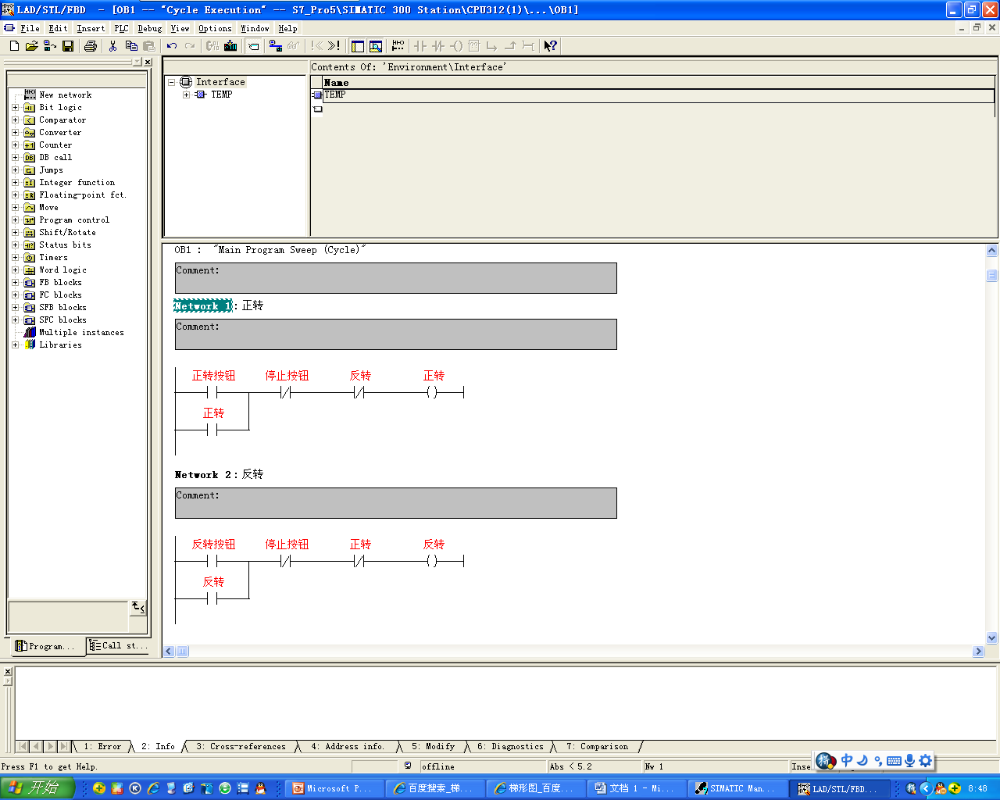 LAD/STL/FBD - [OB1 -- "Cycle Execution" -- S7_Pro5\SIMATIC 300 Station\CPU312(1)\...\OB1]
File Edit Insert PLC Debug View Options Window Help
Contents Of: 'Environment\Interface'
Interface
TEMP
Name
TEMP
New network
Bit logic
Comparator
Converter
Counter
DB call
Jumps
Integer function
Floating-point fct.
Move
Program control
Shift/Rotate
Status bits
Timers
Word logic
FB blocks
FC blocks
SFB blocks
SFC blocks
Multiple instances
Libraries
Program...
Call st...
OB1 : "Main Program Sweep (Cycle)"
Comment:
Network 1: 正转
Comment:
正转按钮 停止按钮 反转 正转
正转
Network 2: 反转
Comment:
反转按钮 停止按钮 正转 反转
反转
1: Error 2: Info 3: Cross-references 4: Address info. 5: Modify 6: Diagnostics 7: Comparison
Press F1 to get Help.
offline
Abs < 5.2
Nw 1
Inse
中
开始
Microsoft P...
百度搜索_梯...
梯形图_百度...
文档 1 - Mi...
SIMATIC Man...
LAD/STL/FBD...
8:48